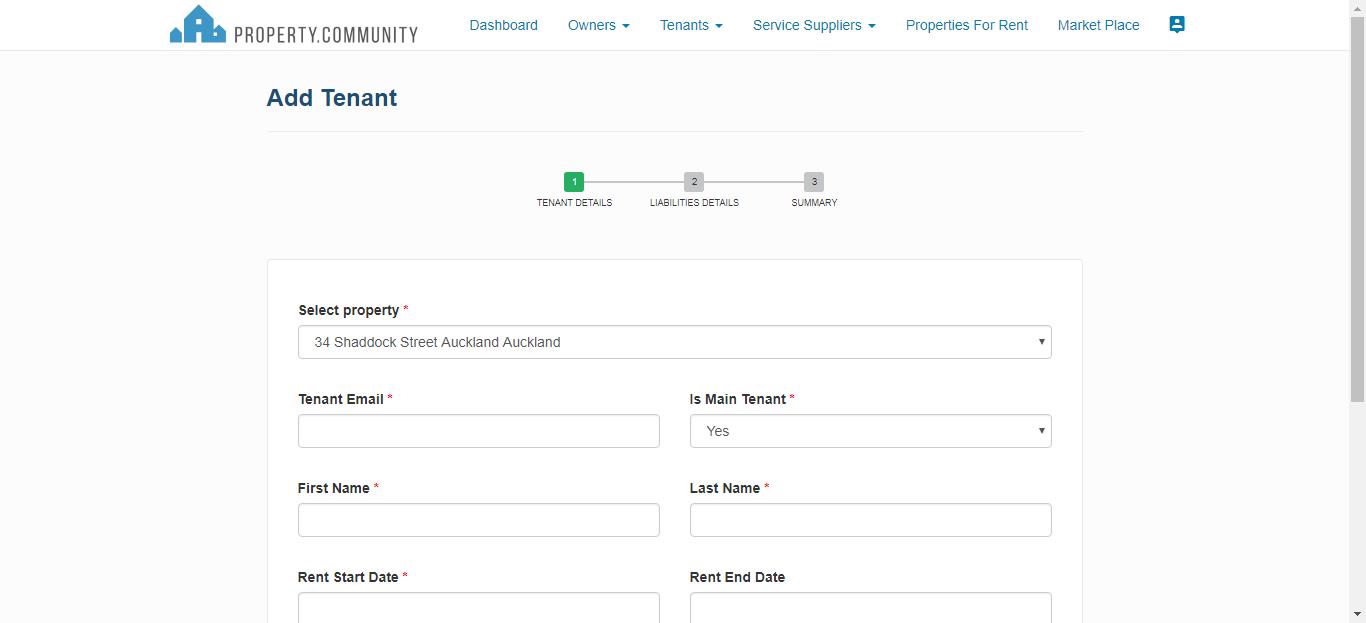 PROPERTY.COMMUNITY Dashboard Owners Tenants Service Suppliers Properties For Rent Market Place
Add Tenant
1 2 3
TENANT DETAILS LIABILITIES DETAILS SUMMARY
Select property *
34 Shaddock Street Auckland Auckland
Tenant Email * Is Main Tenant *
Yes
First Name * Last Name *
Rent Start Date * Rent End Date